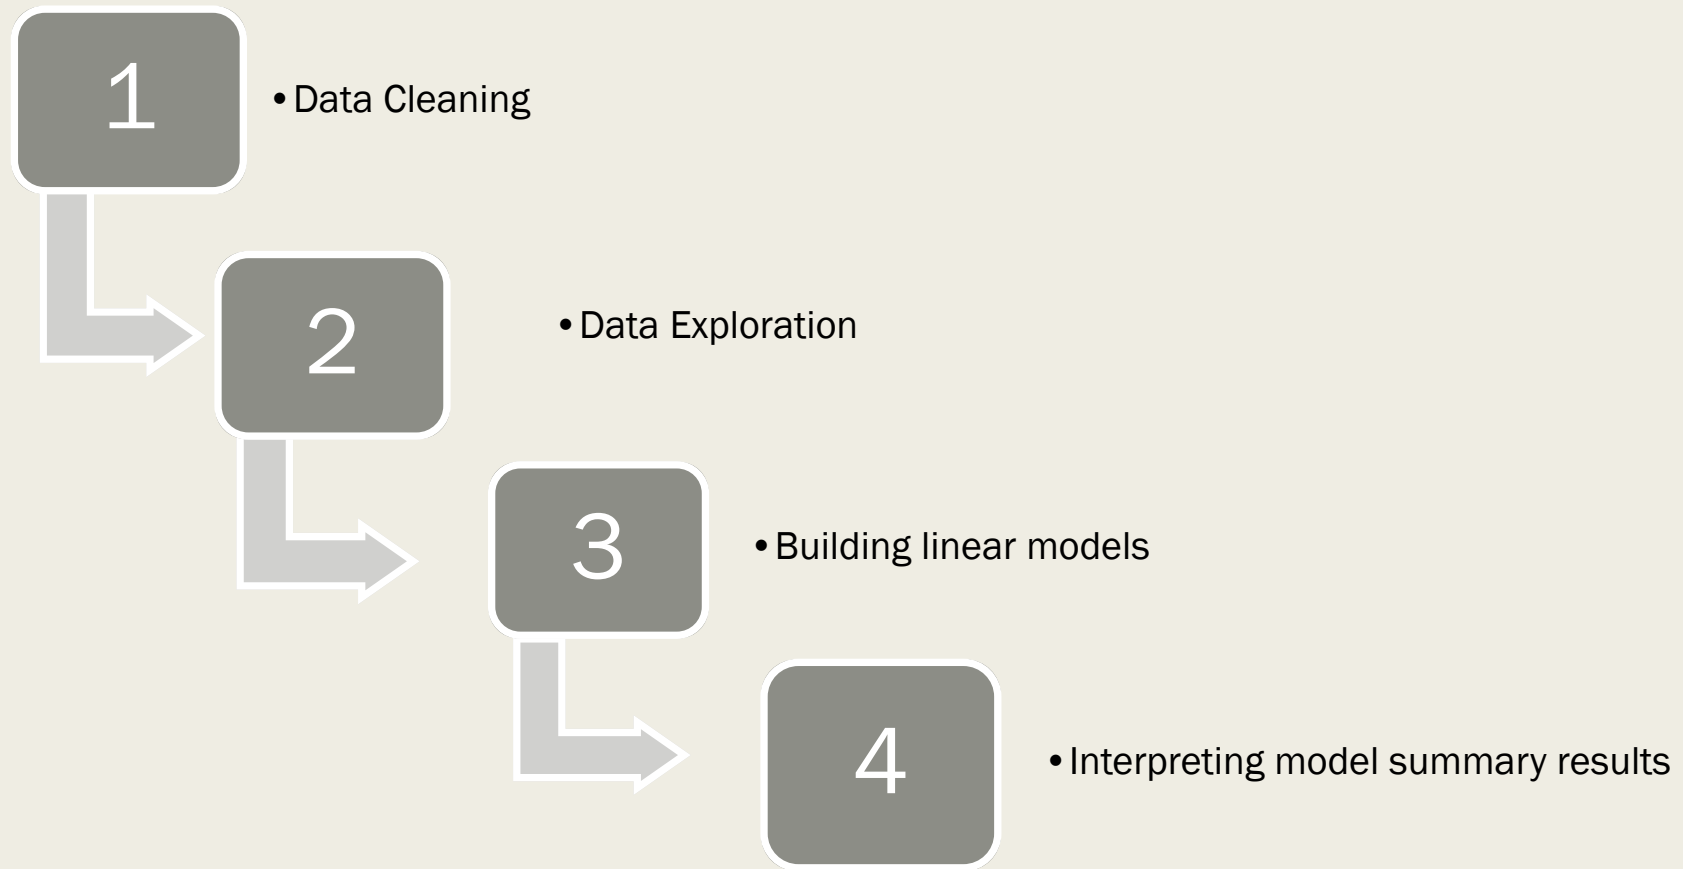 1
•Data Cleaning
2
•Data Exploration
3
•Building linear models
4
•Interpreting model summary results